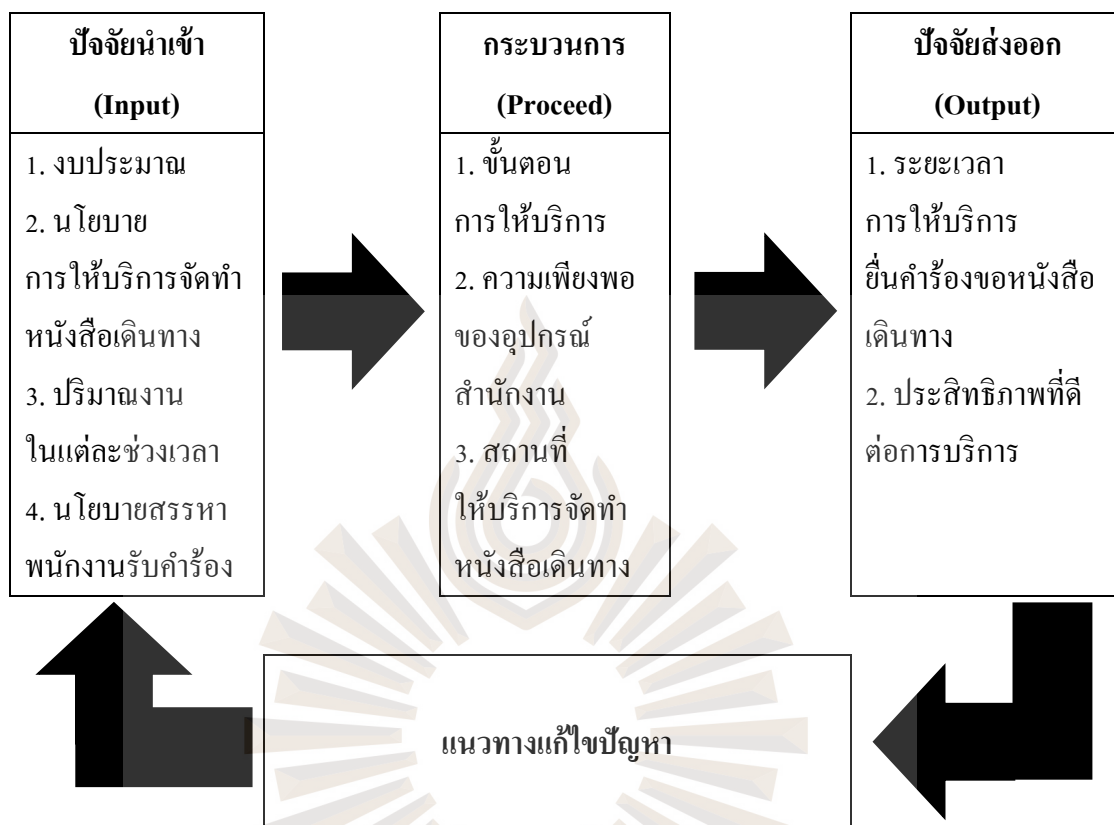 ปัจจัยนำเข้า
(Input)
1. งบประมาณ
2. นโยบาย
การให้บริการจัดทำ
หนังสือเดินทาง
3. ปริมาณงาน
ในแต่ละช่วงเวลา
4. นโยบายสรรหา
พนักงานรับคำร้อง
กระบวนการ
(Proceed)
1. ขั้นตอน
การให้บริการ
2. ความเพียงพอ
ของอุปกรณ์
สำนักงาน
3. สถานที่
ให้บริการจัดทำ
หนังสือเดินทาง
ปัจจัยส่งออก
(Output)
1. ระยะเวลา
การให้บริการ
ยื่นคำร้องขอหนังสือ
เดินทาง
2. ประสิทธิภาพที่ดี
ต่อการบริการ
แนวทางแก้ไขปัญหา